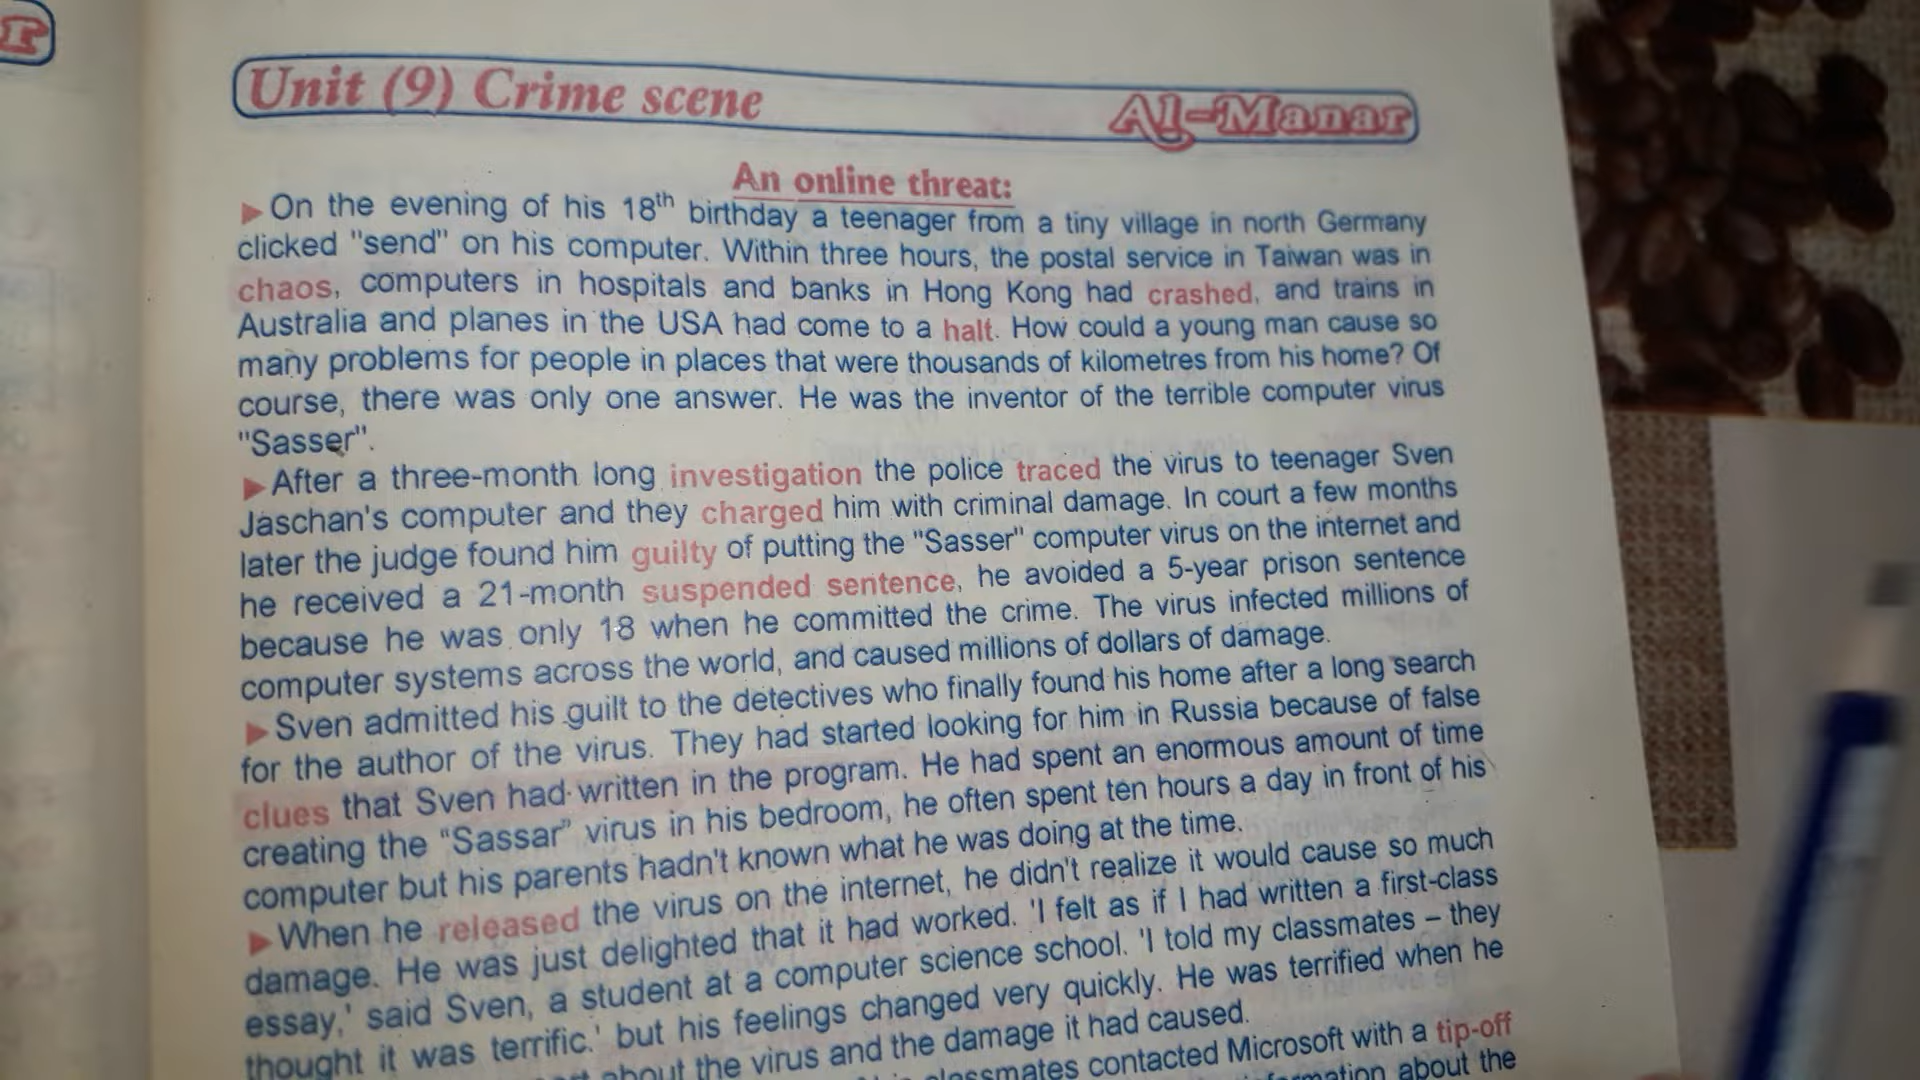 r
Unit (9) Crime scene Al-Manar
An online threat:
▶On the evening of his 18th birthday a teenager from a tiny village in north Germany
clicked "send" on his computer. Within three hours, the postal service in Taiwan was in
chaos, computers in hospitals and banks in Hong Kong had crashed, and trains in
Australia and planes in the USA had come to a halt. How could a young man cause so
many problems for people in places that were thousands of kilometres from his home? Of
course, there was only one answer. He was the inventor of the terrible computer virus
"Sasser".
▶After a three-month long investigation the police traced the virus to teenager Sven
Jaschan's computer and they charged him with criminal damage. In court a few months
later the judge found him guilty of putting the "Sasser" computer virus on the internet and
he received a 21-month suspended sentence, he avoided a 5-year prison sentence
because he was only 18 when he committed the crime. The virus infected millions of
computer systems across the world, and caused millions of dollars of damage.
▶Sven admitted his guilt to the detectives who finally found his home after a long search
for the author of the virus. They had started looking for him in Russia because of false
clues that Sven had written in the program. He had spent an enormous amount of time
creating the “Sassar” virus in his bedroom, he often spent ten hours a day in front of his
computer but his parents hadn't known what he was doing at the time.
▶When he released the virus on the internet, he didn't realize it would cause so much
damage. He was just delighted that it had worked. 'I felt as if I had written a first-class
essay,' said Sven, a student at a computer science school. 'I told my classmates – they
thought it was terrific.' but his feelings changed very quickly. He was terrified when he
about the virus and the damage it had caused.
classmates contacted Microsoft with a tip-off
about the